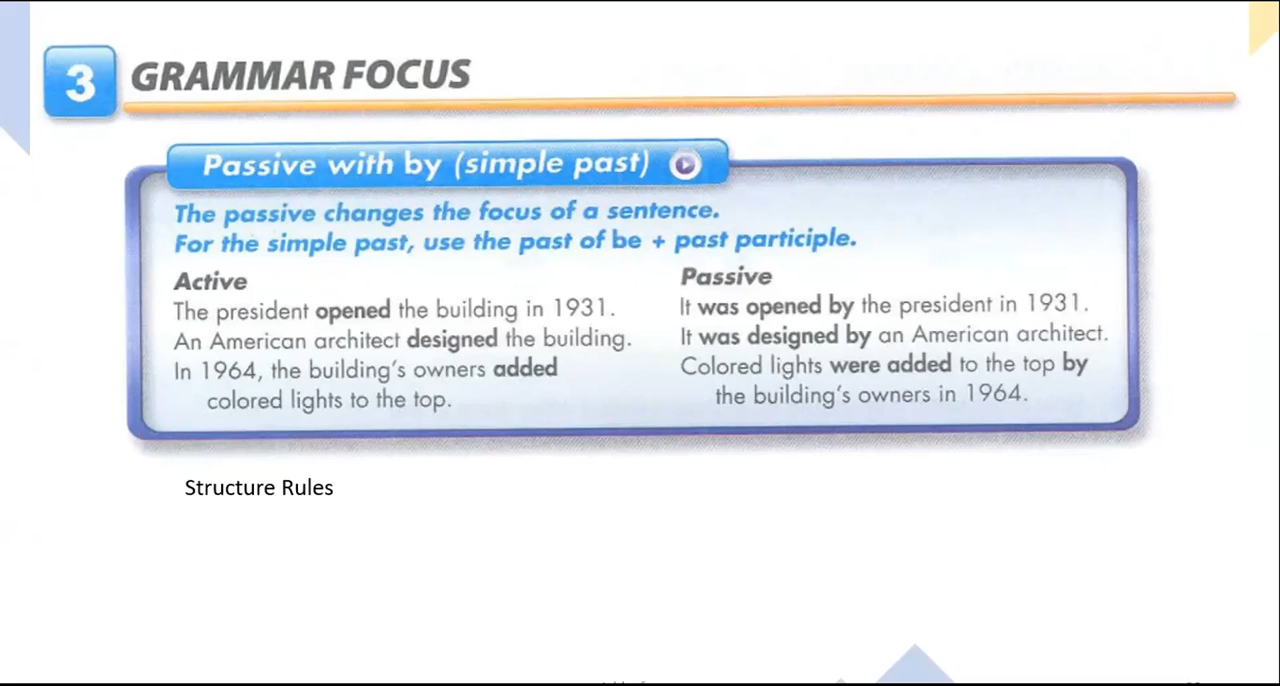 3 GRAMMAR FOCUS
Passive with by (simple past)
The passive changes the focus of a sentence.
For the simple past, use the past of be + past participle.
Active
The president opened the building in 1931.
An American architect designed the building.
In 1964, the building's owners added
colored lights to the top.
Passive
It was opened by the president in 1931.
It was designed by an American architect.
Colored lights were added to the top by
the building's owners in 1964.
Structure Rules